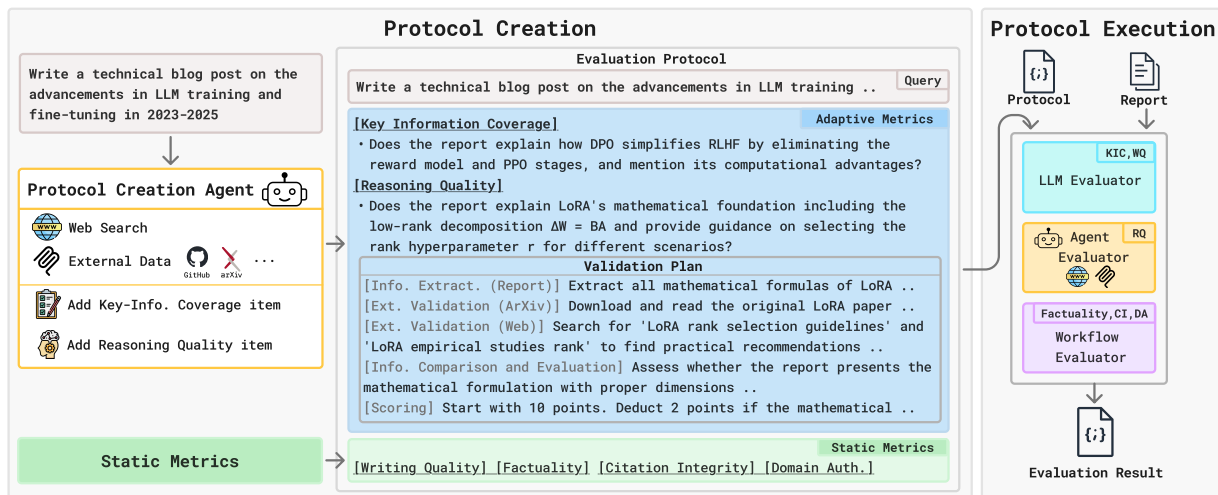 Protocol Creation
Write a technical blog post on the
advancements in LLM training and
fine-tuning in 2023-2025
Protocol Creation Agent
WWW
Web Search
External Data
GitHub
arXiv
...
Add Key-Info. Coverage item
Add Reasoning Quality item
Static Metrics
Evaluation Protocol
Query
Write a technical blog post on the advancements in LLM training ..
Adaptive Metrics
[Key Information Coverage]
• Does the report explain how DPO simplifies RLHF by eliminating the
reward model and PPO stages, and mention its computational advantages?
[Reasoning Quality]
• Does the report explain LoRA's mathematical foundation including the
low-rank decomposition ΔW = BA and provide guidance on selecting the
rank hyperparameter r for different scenarios?
Validation Plan
[Info. Extract. (Report)] Extract all mathematical formulas of LoRA ..
[Ext. Validation (ArXiv)] Download and read the original LoRA paper ..
[Ext. Validation (Web)] Search for 'LoRA rank selection guidelines' and
'LoRA empirical studies rank' to find practical recommendations ..
[Info. Comparison and Evaluation] Assess whether the report presents the
mathematical formulation with proper dimensions ..
[Scoring] Start with 10 points. Deduct 2 points if the mathematical ..
Static Metrics
[Writing Quality] [Factuality] [Citation Integrity] [Domain Auth.]
Protocol Execution
{;}
Protocol
Report
KIC,WQ
LLM Evaluator
RQ
Agent
Evaluator
WWW
Factuality,CI,DA
Workflow
Evaluator
{;}
Evaluation Result